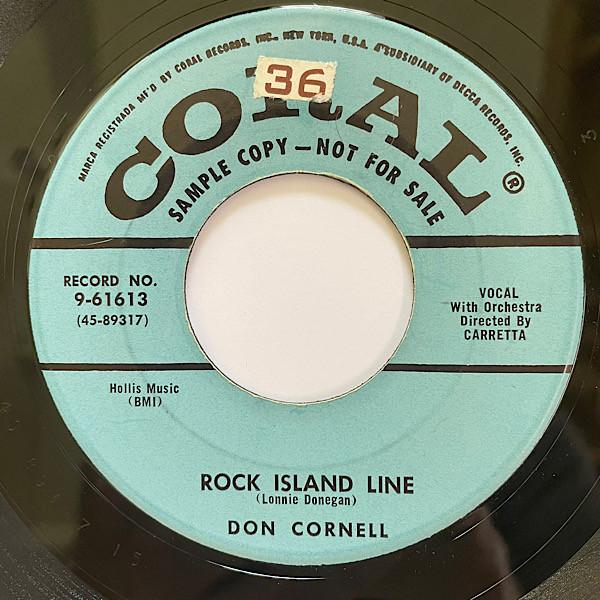 MARCA REGISTRADA MF'D BY CORAL RECORDS, INC., NEW YORK, U.S.A. A SUBSIDIARY OF DECCA RECORDS, INC.
36
CORAL®
SAMPLE COPY—NOT FOR SALE
RECORD NO.
9-61613
(45-89317)
VOCAL
With Orchestra
Directed By
CARRETTA
Hollis Music
(BMI)
ROCK ISLAND LINE
(Lonnie Donegan)
DON CORNELL